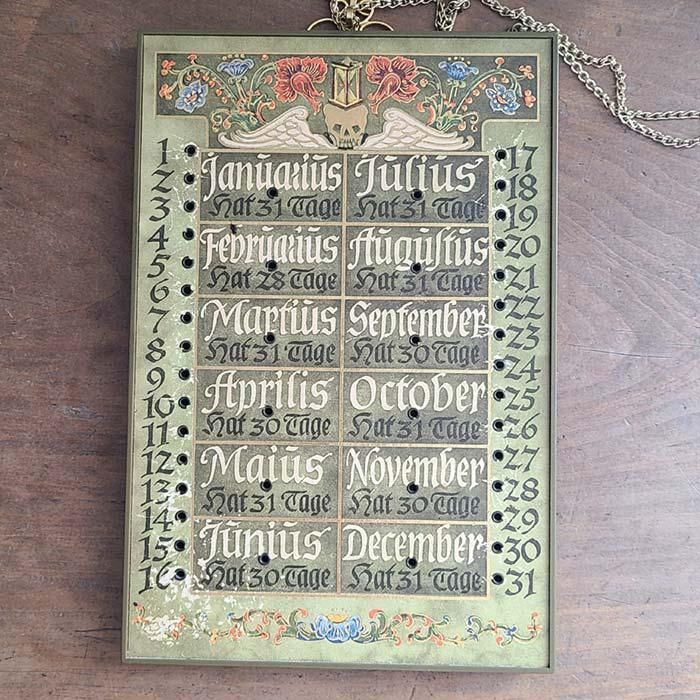 1
2
3
4
5
6
7
8
9
10
11
12
13
14
15
16
Januarius
Hat 31 Tage
Februarius
Hat 28 Tage
Martius
Hat 31 Tage
Aprilis
Hat 30 Tage
Maius
Hat 31 Tage
Junius
Hat 30 Tage
Julius
Hat 31 Tage
Auguſtus
Hat 31 Tage
September
Hat 30 Tage
October
Hat 31 Tage
November
Hat 30 Tage
December
Hat 31 Tage
17
18
19
20
21
22
23
24
25
26
27
28
29
30
31